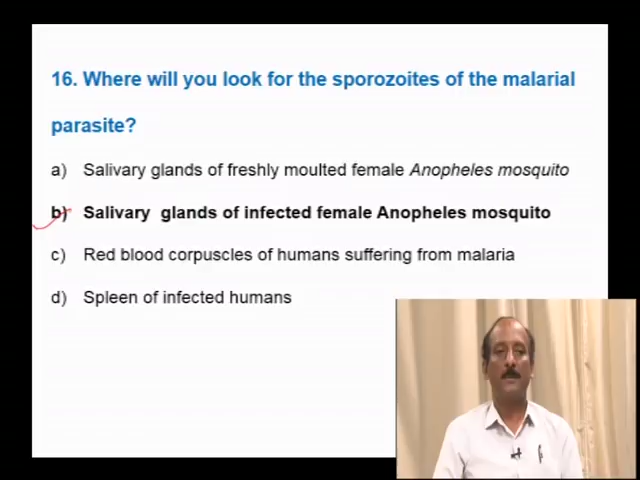 16. Where will you look for the sporozoites of the malarial
parasite?
a) Salivary glands of freshly moulted female Anopheles mosquito
b) Salivary glands of infected female Anopheles mosquito
c) Red blood corpuscles of humans suffering from malaria
d) Spleen of infected humans